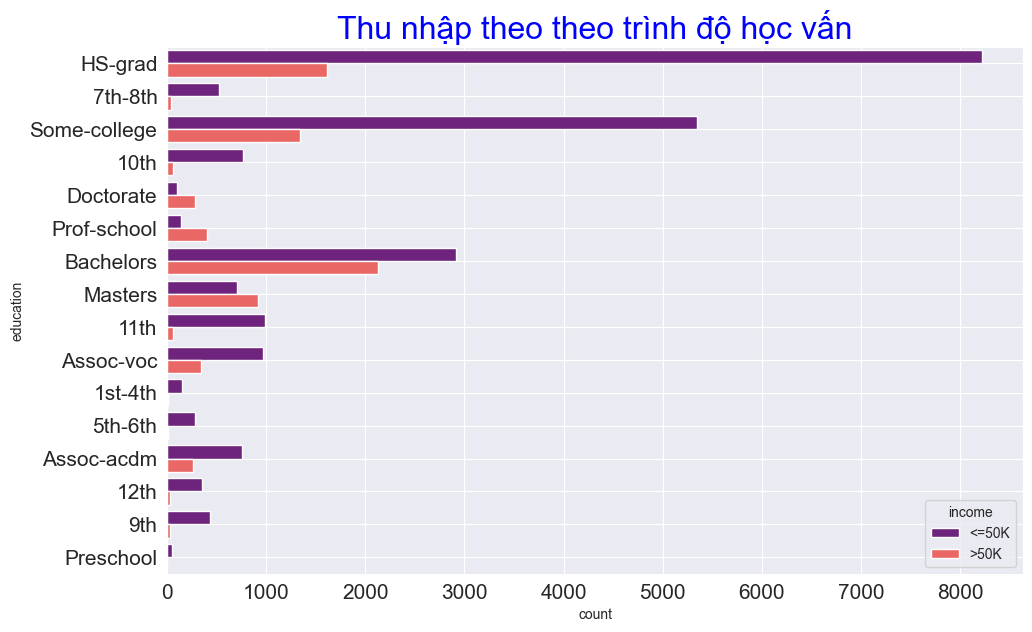 Thu nhập theo theo trình độ học vấn
education
HS-grad
7th-8th
Some-college
10th
Doctorate
Prof-school
Bachelors
Masters
11th
Assoc-voc
1st-4th
5th-6th
Assoc-acdm
12th
9th
Preschool
income
<=50K
>50K
0 1000 2000 3000 4000 5000 6000 7000 8000
count